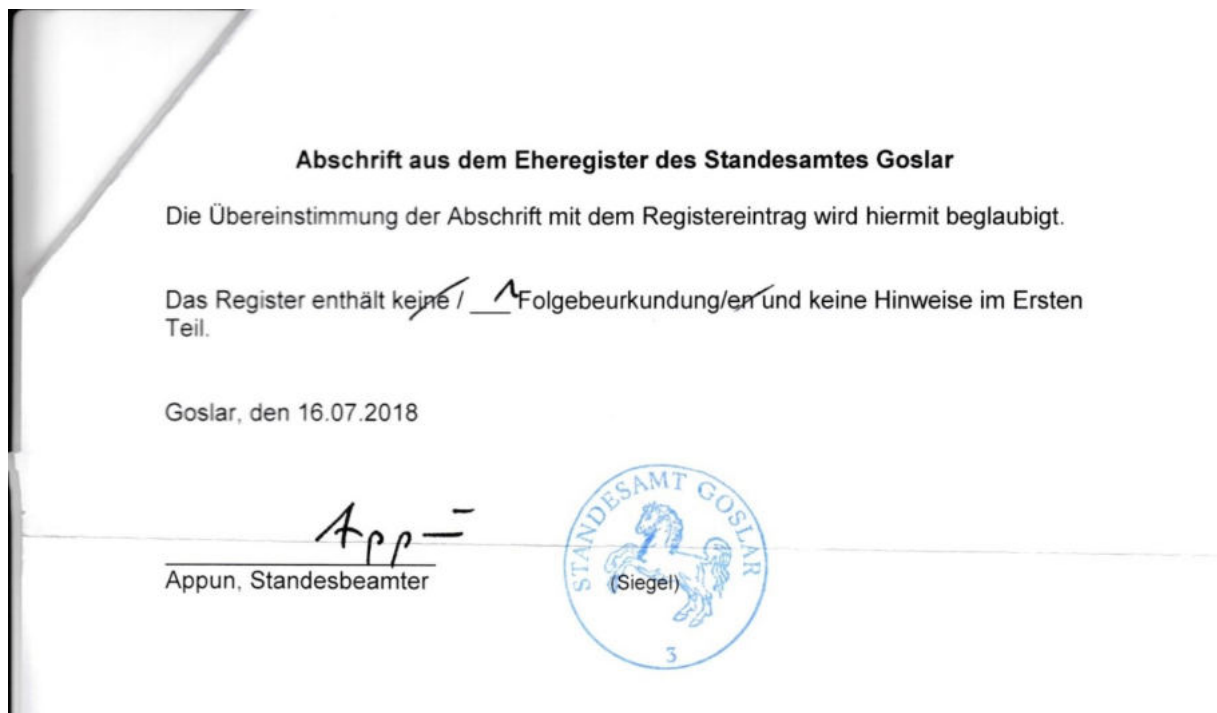 Abschrift aus dem Eheregister des Standesamtes Goslar
Die Übereinstimmung der Abschrift mit dem Registereintrag wird hiermit beglaubigt.
Das Register enthält keine / 1 Folgebeurkundung/en und keine Hinweise im Ersten
Teil.
Goslar, den 16.07.2018
App
Appun, Standesbeamter
(Siegel)
STANDESAMT GOSLAR
3